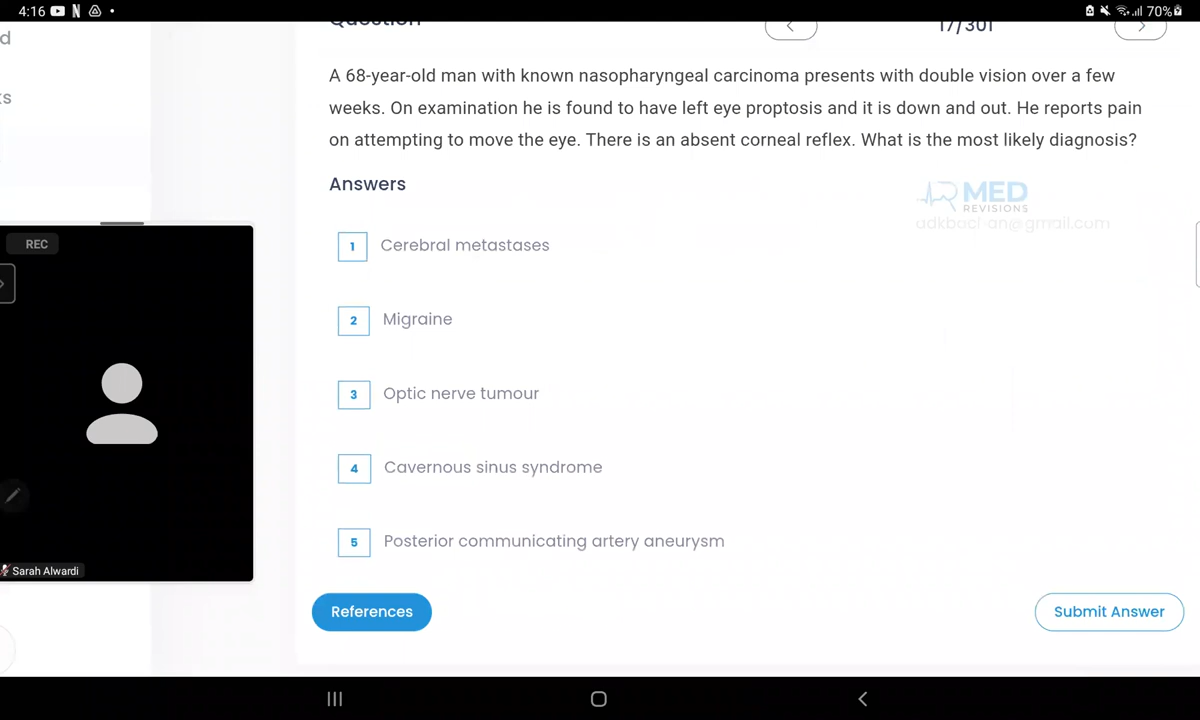 4:16 N 70%
Question
17/301
d
ks
A 68-year-old man with known nasopharyngeal carcinoma presents with double vision over a few
weeks. On examination he is found to have left eye proptosis and it is down and out. He reports pain
on attempting to move the eye. There is an absent corneal reflex. What is the most likely diagnosis?
Answers
MED
REVISIONS
REC
1 Cerebral metastases
2 Migraine
3 Optic nerve tumour
4 Cavernous sinus syndrome
5 Posterior communicating artery aneurysm
Sarah Alwardi
References
Submit Answer